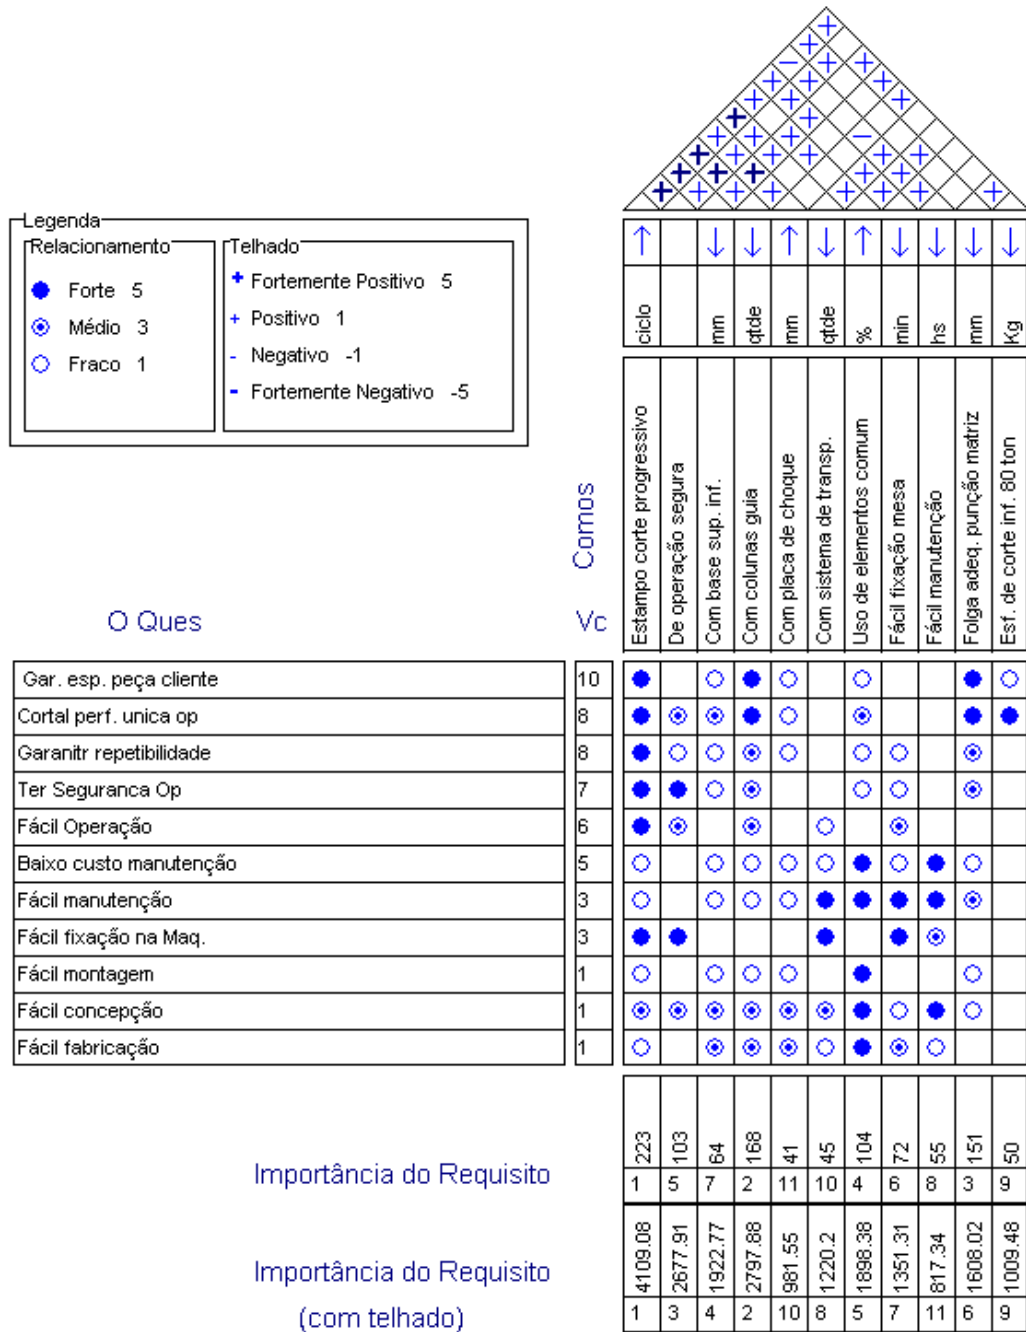 Legenda
Relacionamento
Forte 5
Médio 3
Fraco 1
Telhado
+ Fortemente Positivo 5
+ Positivo 1
- Negativo -1
- Fortemente Negativo -5
ciclo
mm
qtde
mm
qtde
%
min
hs
mm
Kg
Comos
Estampo corte progressivo
De operação segura
Com base sup. inf.
Com colunas guia
Com placa de choque
Com sistema de transp.
Uso de elementos comum
Fácil fixação mesa
Fácil manutenção
Folga adeq. punção matriz
Esf. de corte inf. 80 ton
O Ques Vc
Gar. esp. peça cliente 10
Cortal perf. unica op 8
Garanitr repetibilidade 8
Ter Seguranca Op 7
Fácil Operação 6
Baixo custo manutenção 5
Fácil manutenção 3
Fácil fixação na Maq. 3
Fácil montagem 1
Fácil concepção 1
Fácil fabricação 1
Importância do Requisito
223 103 64 168 41 45 104 72 55 151 50
1 5 7 2 11 10 4 6 8 3 9
Importância do Requisito
(com telhado)
4109.08 2677.91 1922.77 2797.88 981.55 1220.2 1898.38 1351.31 817.34 1608.02 1009.48
1 3 4 2 10 8 5 7 11 6 9